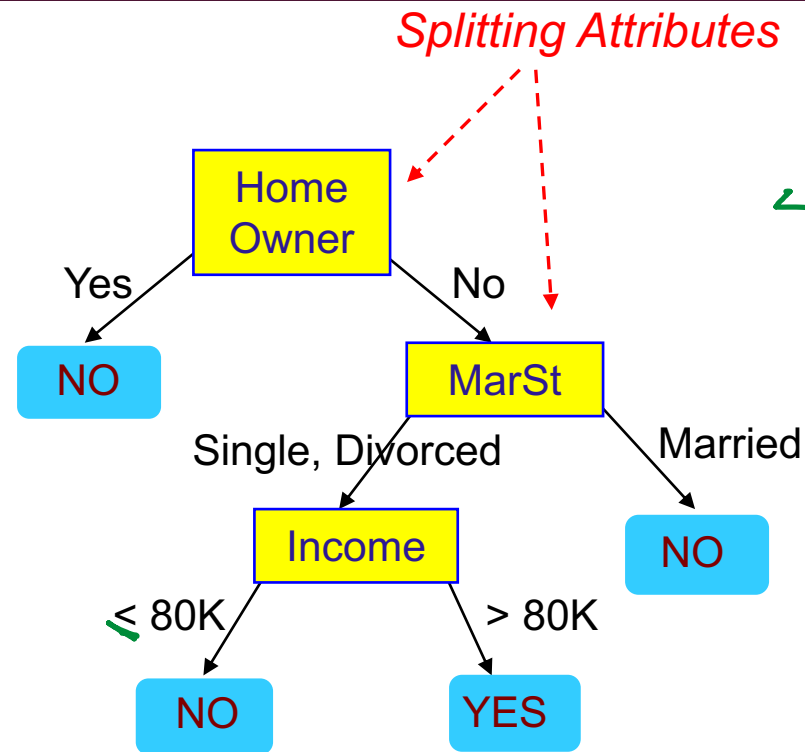 Splitting Attributes
Home
Owner
Yes
No
NO
MarSt
Single, Divorced
Married
Income
NO
< 80K
> 80K
NO
YES